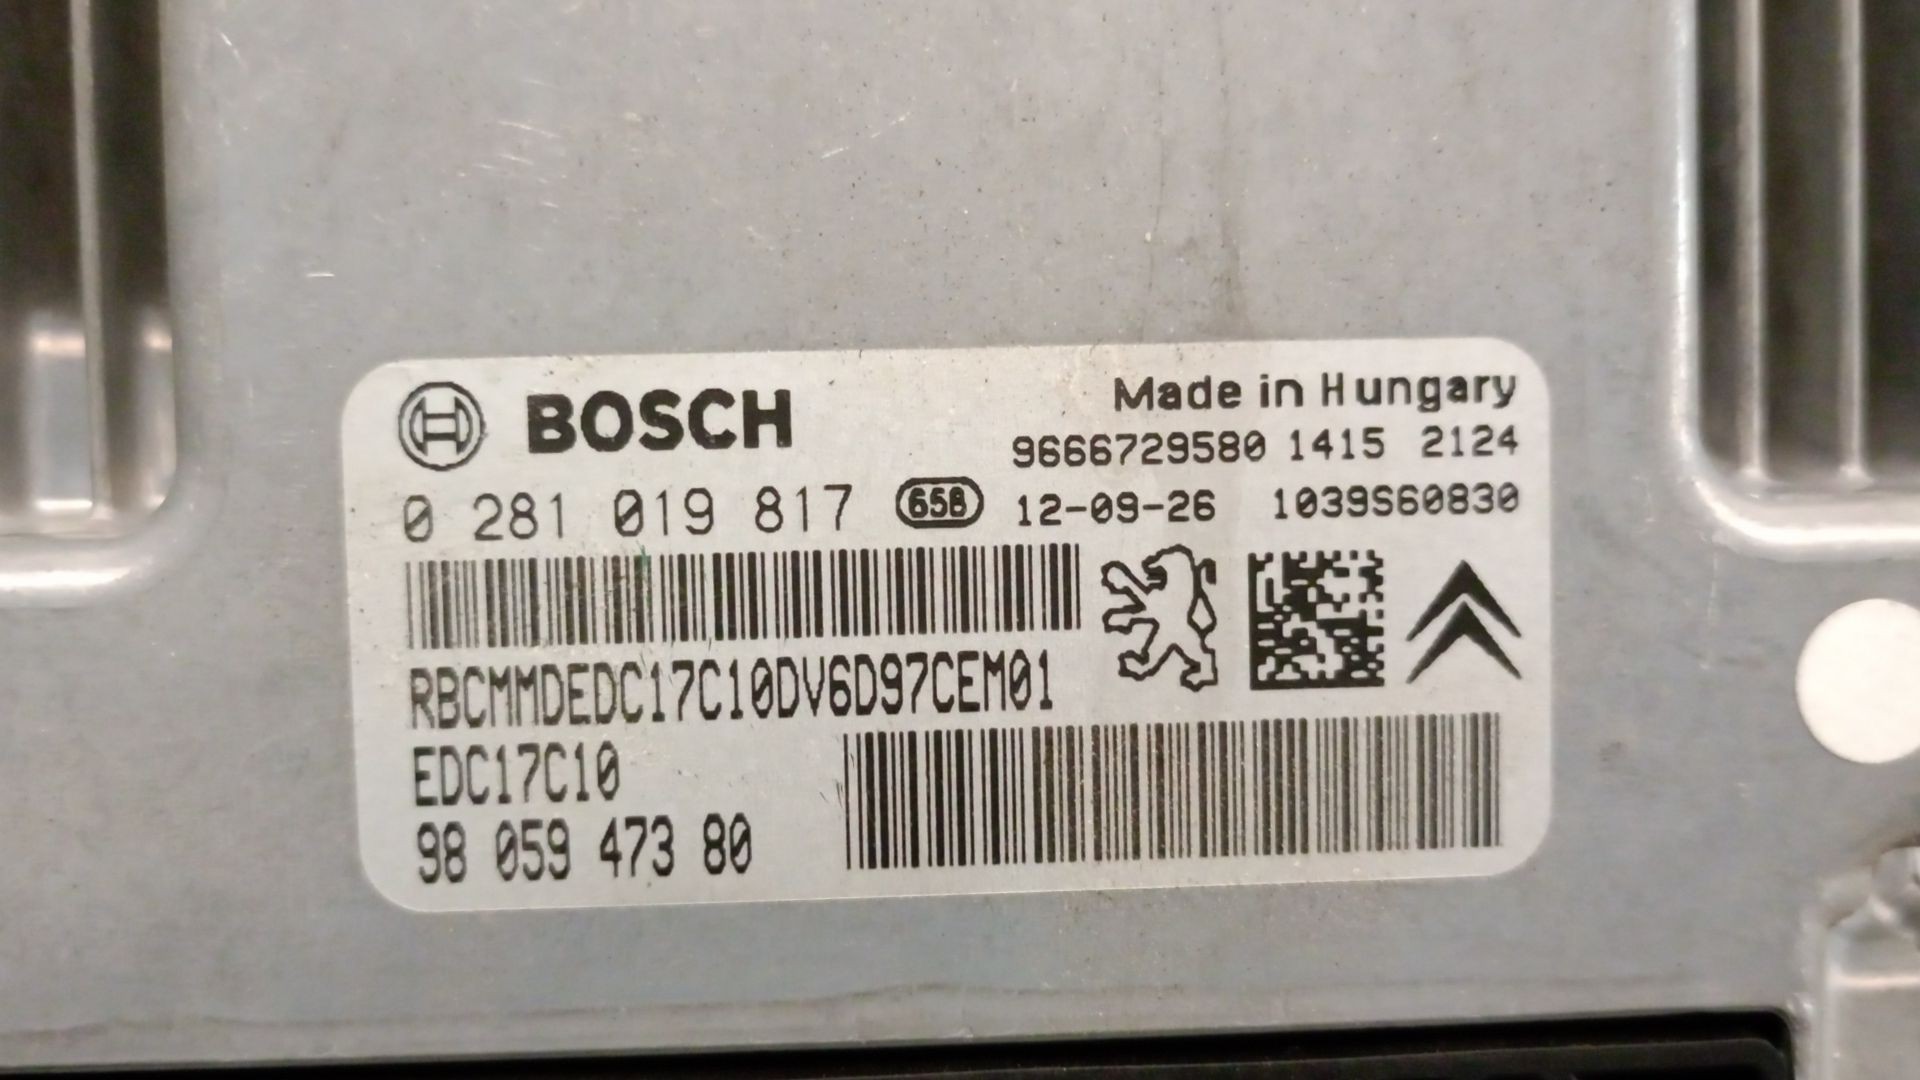 BOSCH
Made in Hungary
9666729580 1415 2124
0 281 019 817 658 12-09-26 1039S60830
RBCMMDEDC17C10DV6D97CEM01
EDC17C10
98 059 473 80